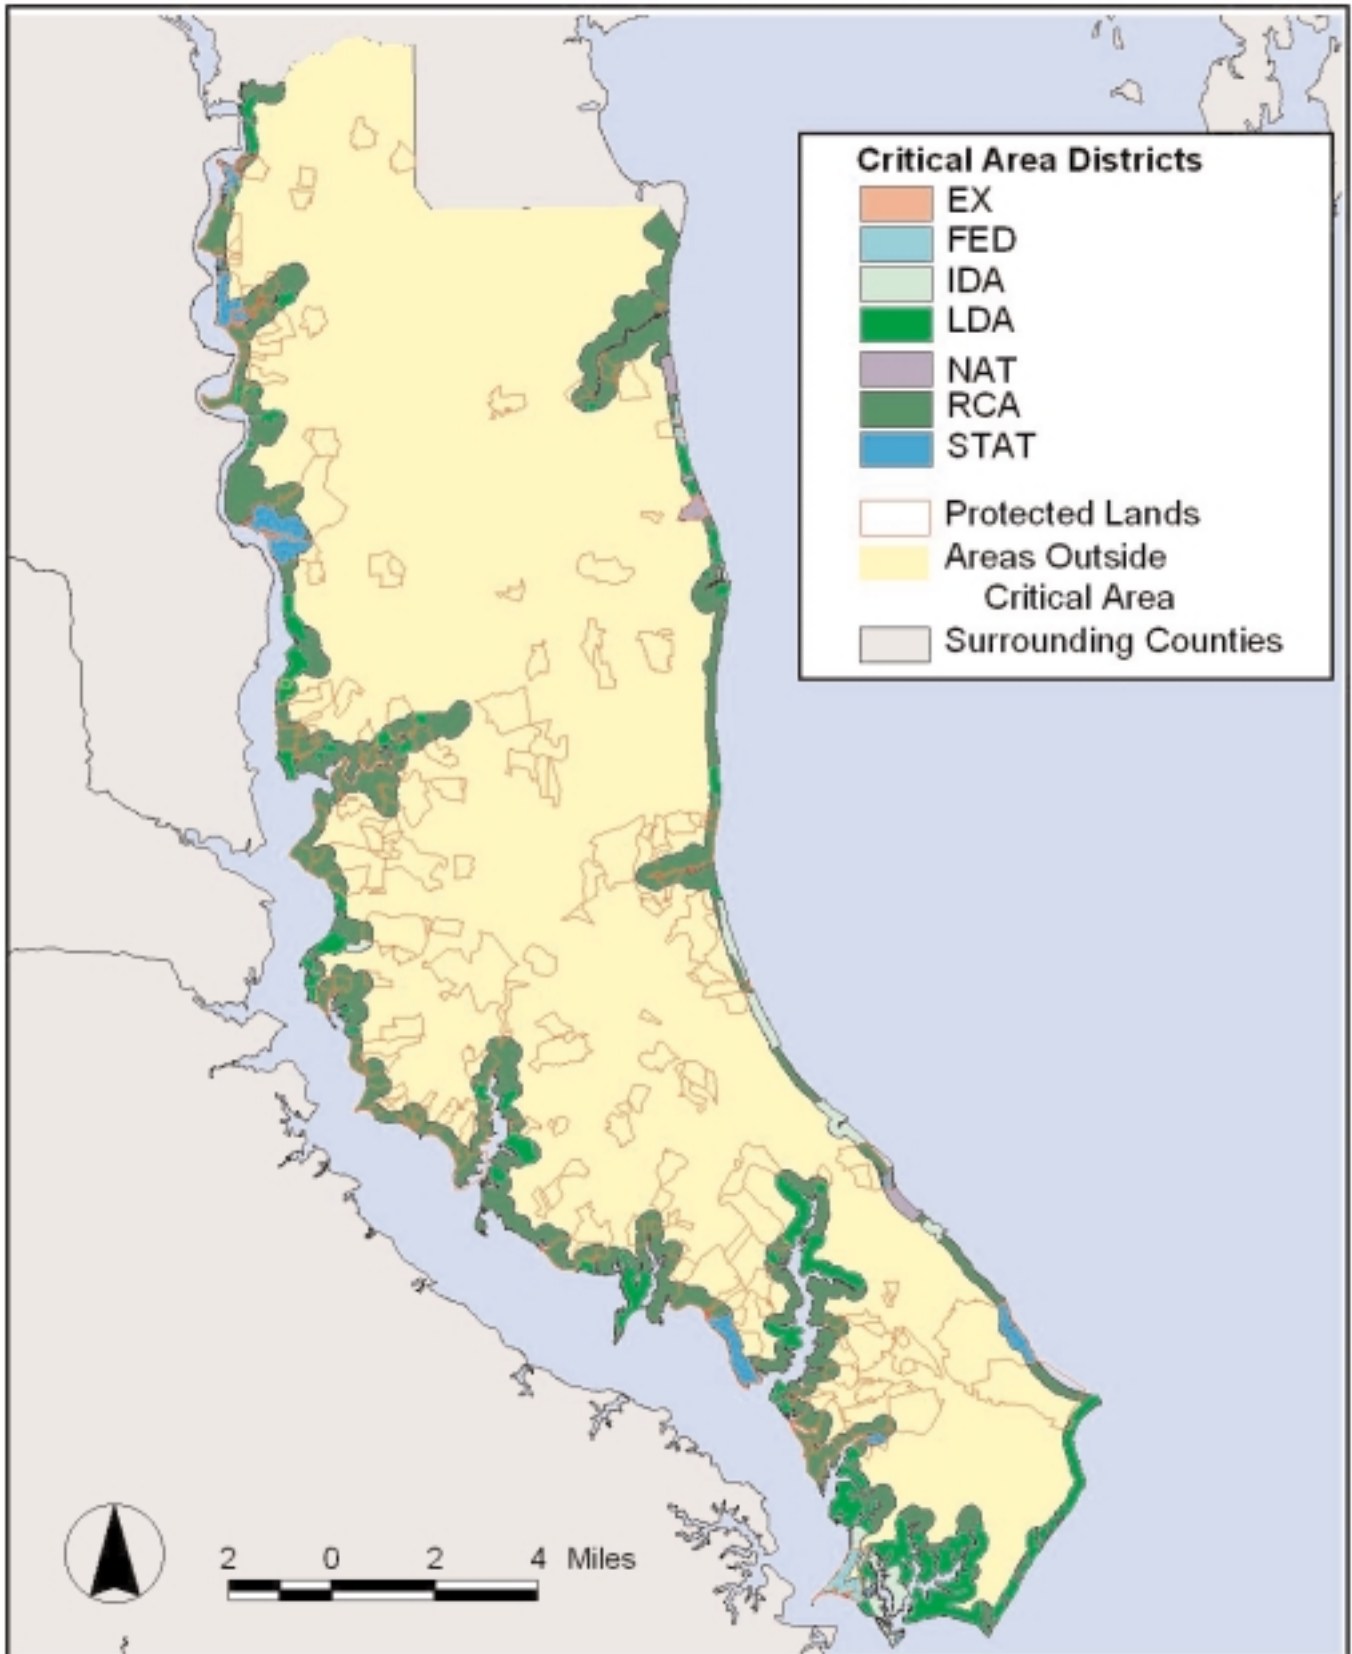 Critical Area Districts
EX
FED
IDA
LDA
NAT
RCA
STAT
Protected Lands
Areas Outside
Critical Area
Surrounding Counties
2 0 2 4 Miles